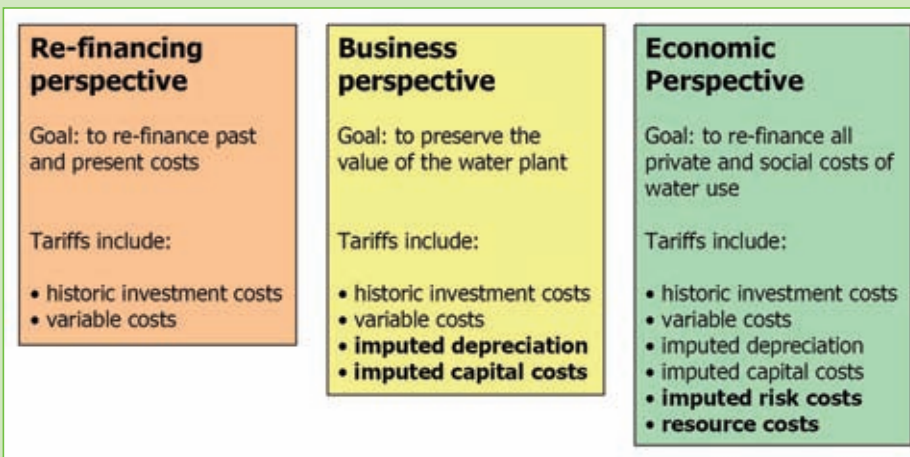 Re-financing
perspective
Goal: to re-finance past
and present costs
Tariffs include:
• historic investment costs
• variable costs
Business
perspective
Goal: to preserve the
value of the water plant
Tariffs include:
• historic investment costs
• variable costs
• imputed depreciation
• imputed capital costs
Economic
Perspective
Goal: to re-finance all
private and social costs of
water use
Tariffs include:
• historic investment costs
• variable costs
• imputed depreciation
• imputed capital costs
• imputed risk costs
• resource costs